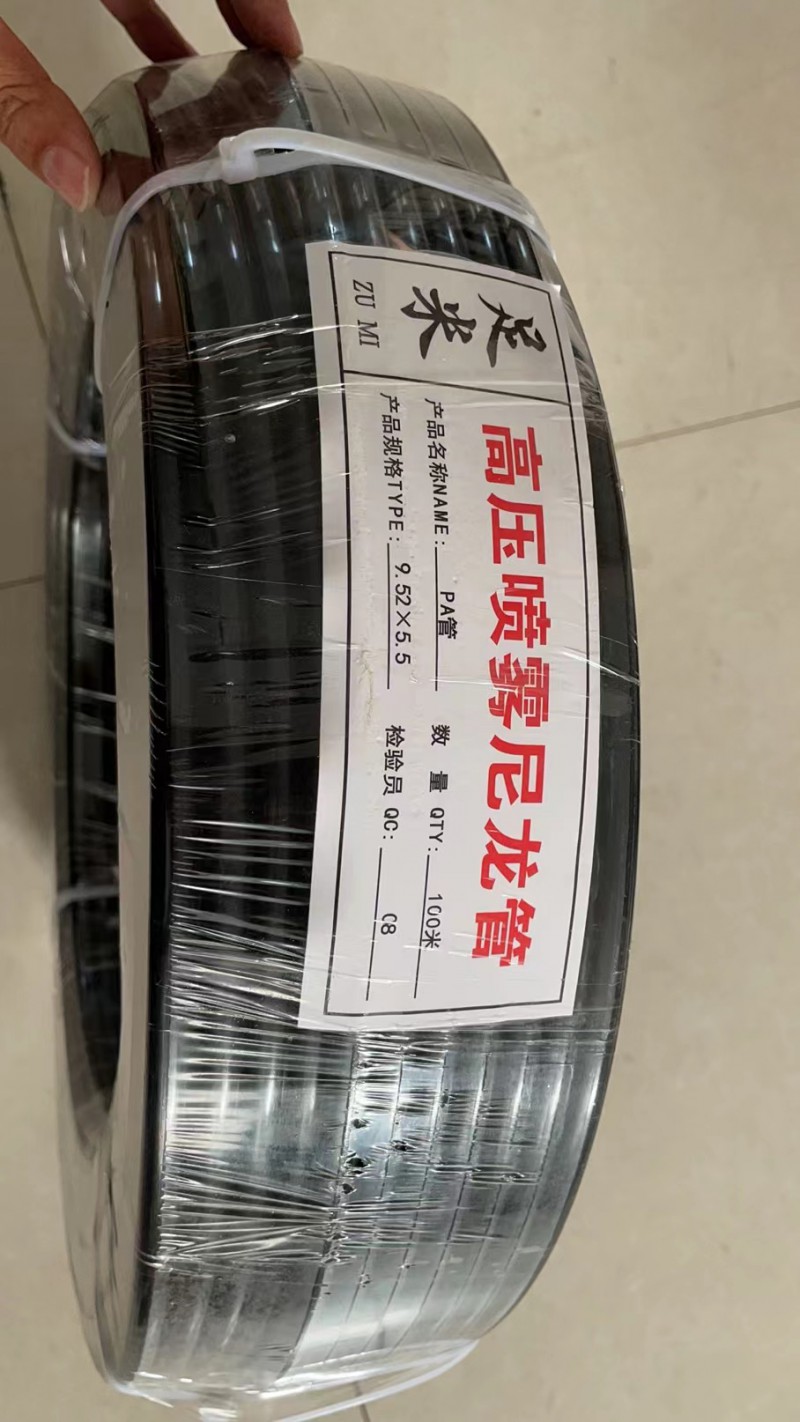 足米
ZU MI
高压喷雾尼龙管
产品名称NAME: PA管 数 量 QTY: 100米
产品规格TYPE: 9.52×5.5 检验员 QC: 08